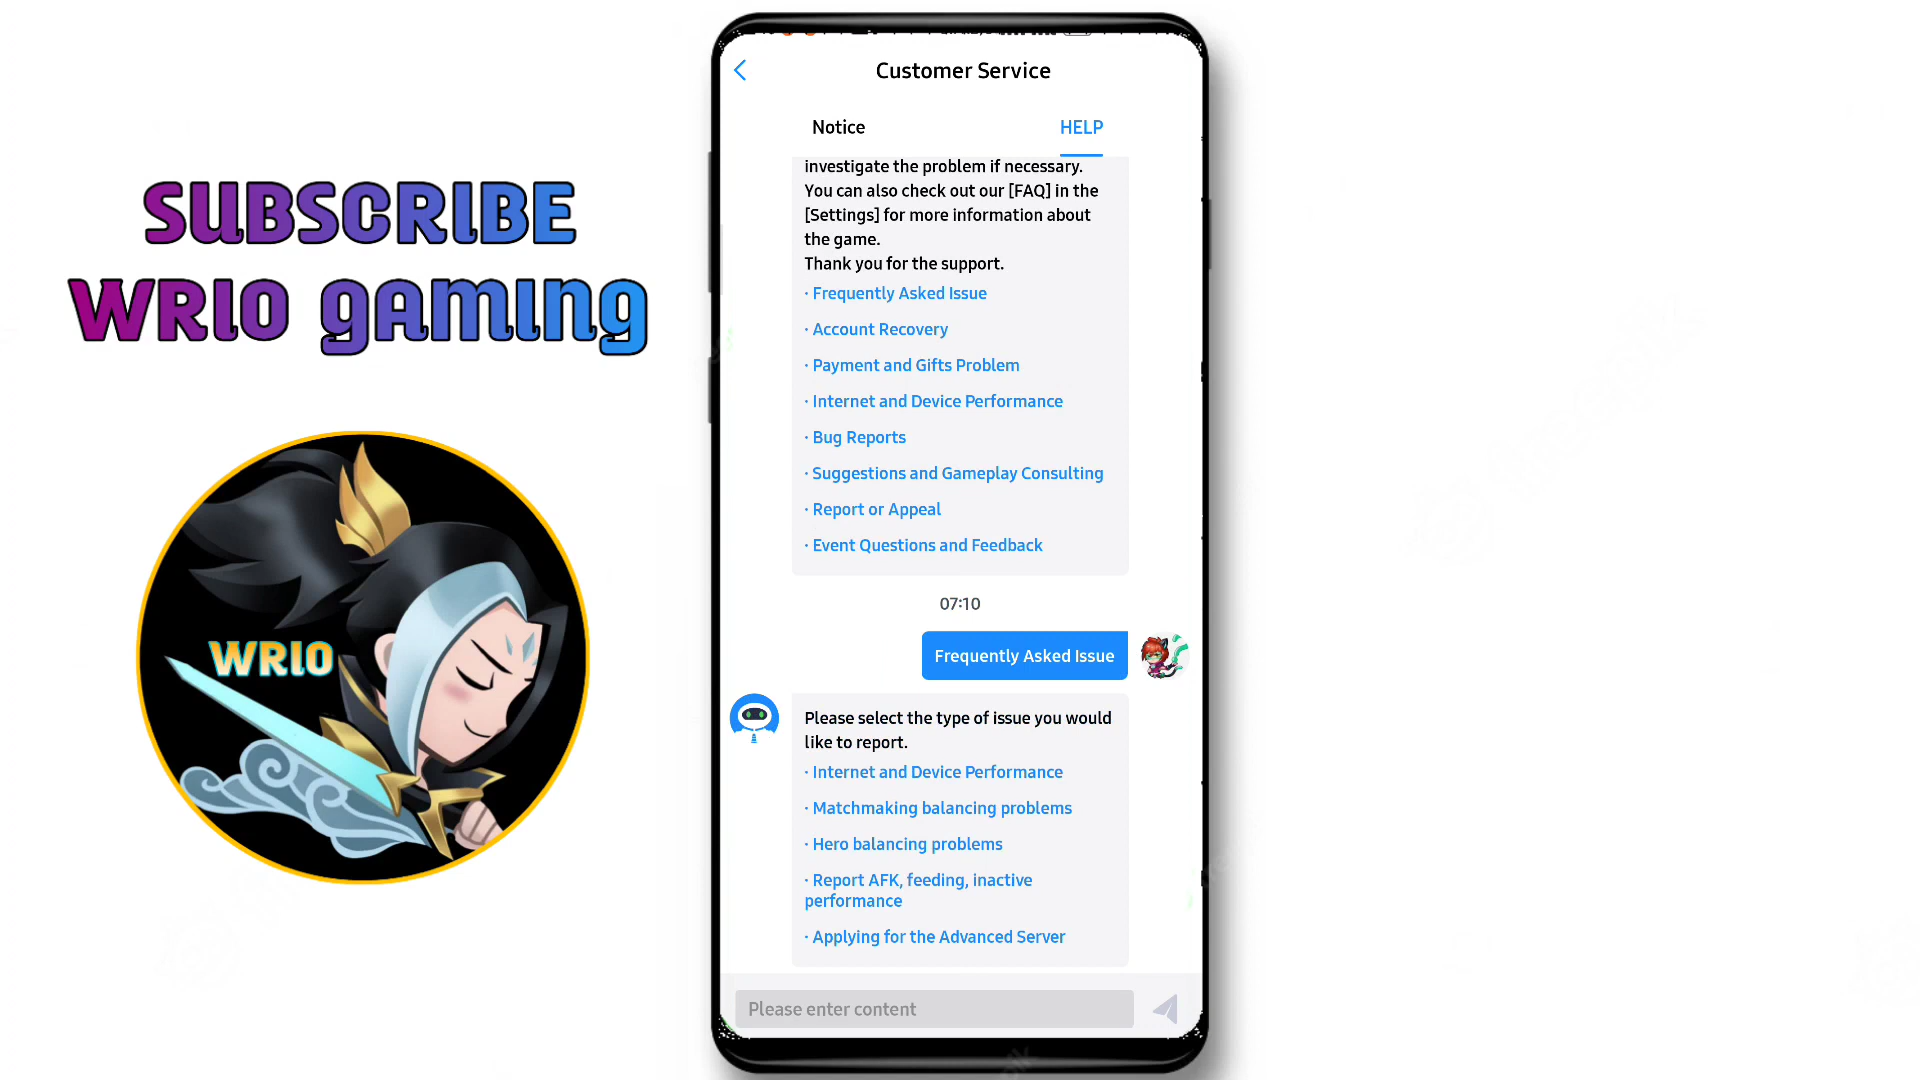 SUBSCRIBE
WRIO gaming
WRIO
Customer Service
Notice
HELP
investigate the problem if necessary.
You can also check out our [FAQ] in the
[Settings] for more information about
the game.
Thank you for the support.
· Frequently Asked Issue
· Account Recovery
· Payment and Gifts Problem
· Internet and Device Performance
· Bug Reports
· Suggestions and Gameplay Consulting
· Report or Appeal
· Event Questions and Feedback
07:10
Frequently Asked Issue
Please select the type of issue you would
like to report.
· Internet and Device Performance
· Matchmaking balancing problems
· Hero balancing problems
· Report AFK, feeding, inactive
performance
· Applying for the Advanced Server
Please enter content